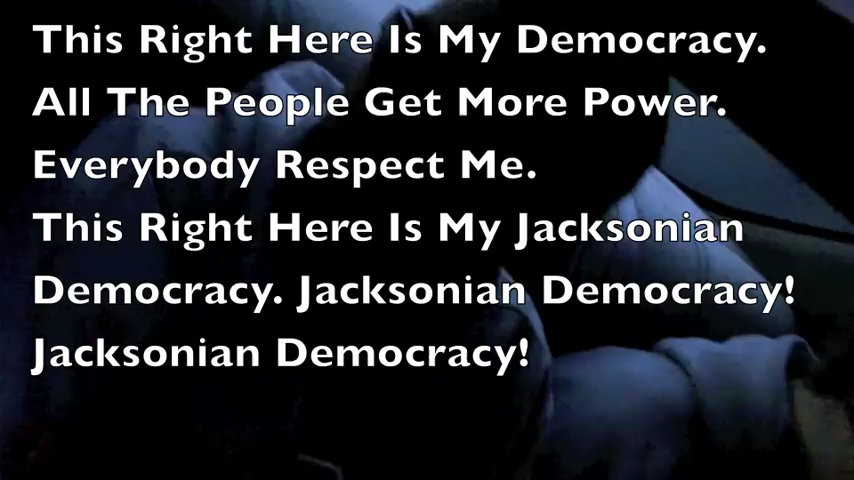 This Right Here Is My Democracy.
All The People Get More Power.
Everybody Respect Me.
This Right Here Is My Jacksonian
Democracy. Jacksonian Democracy!
Jacksonian Democracy!